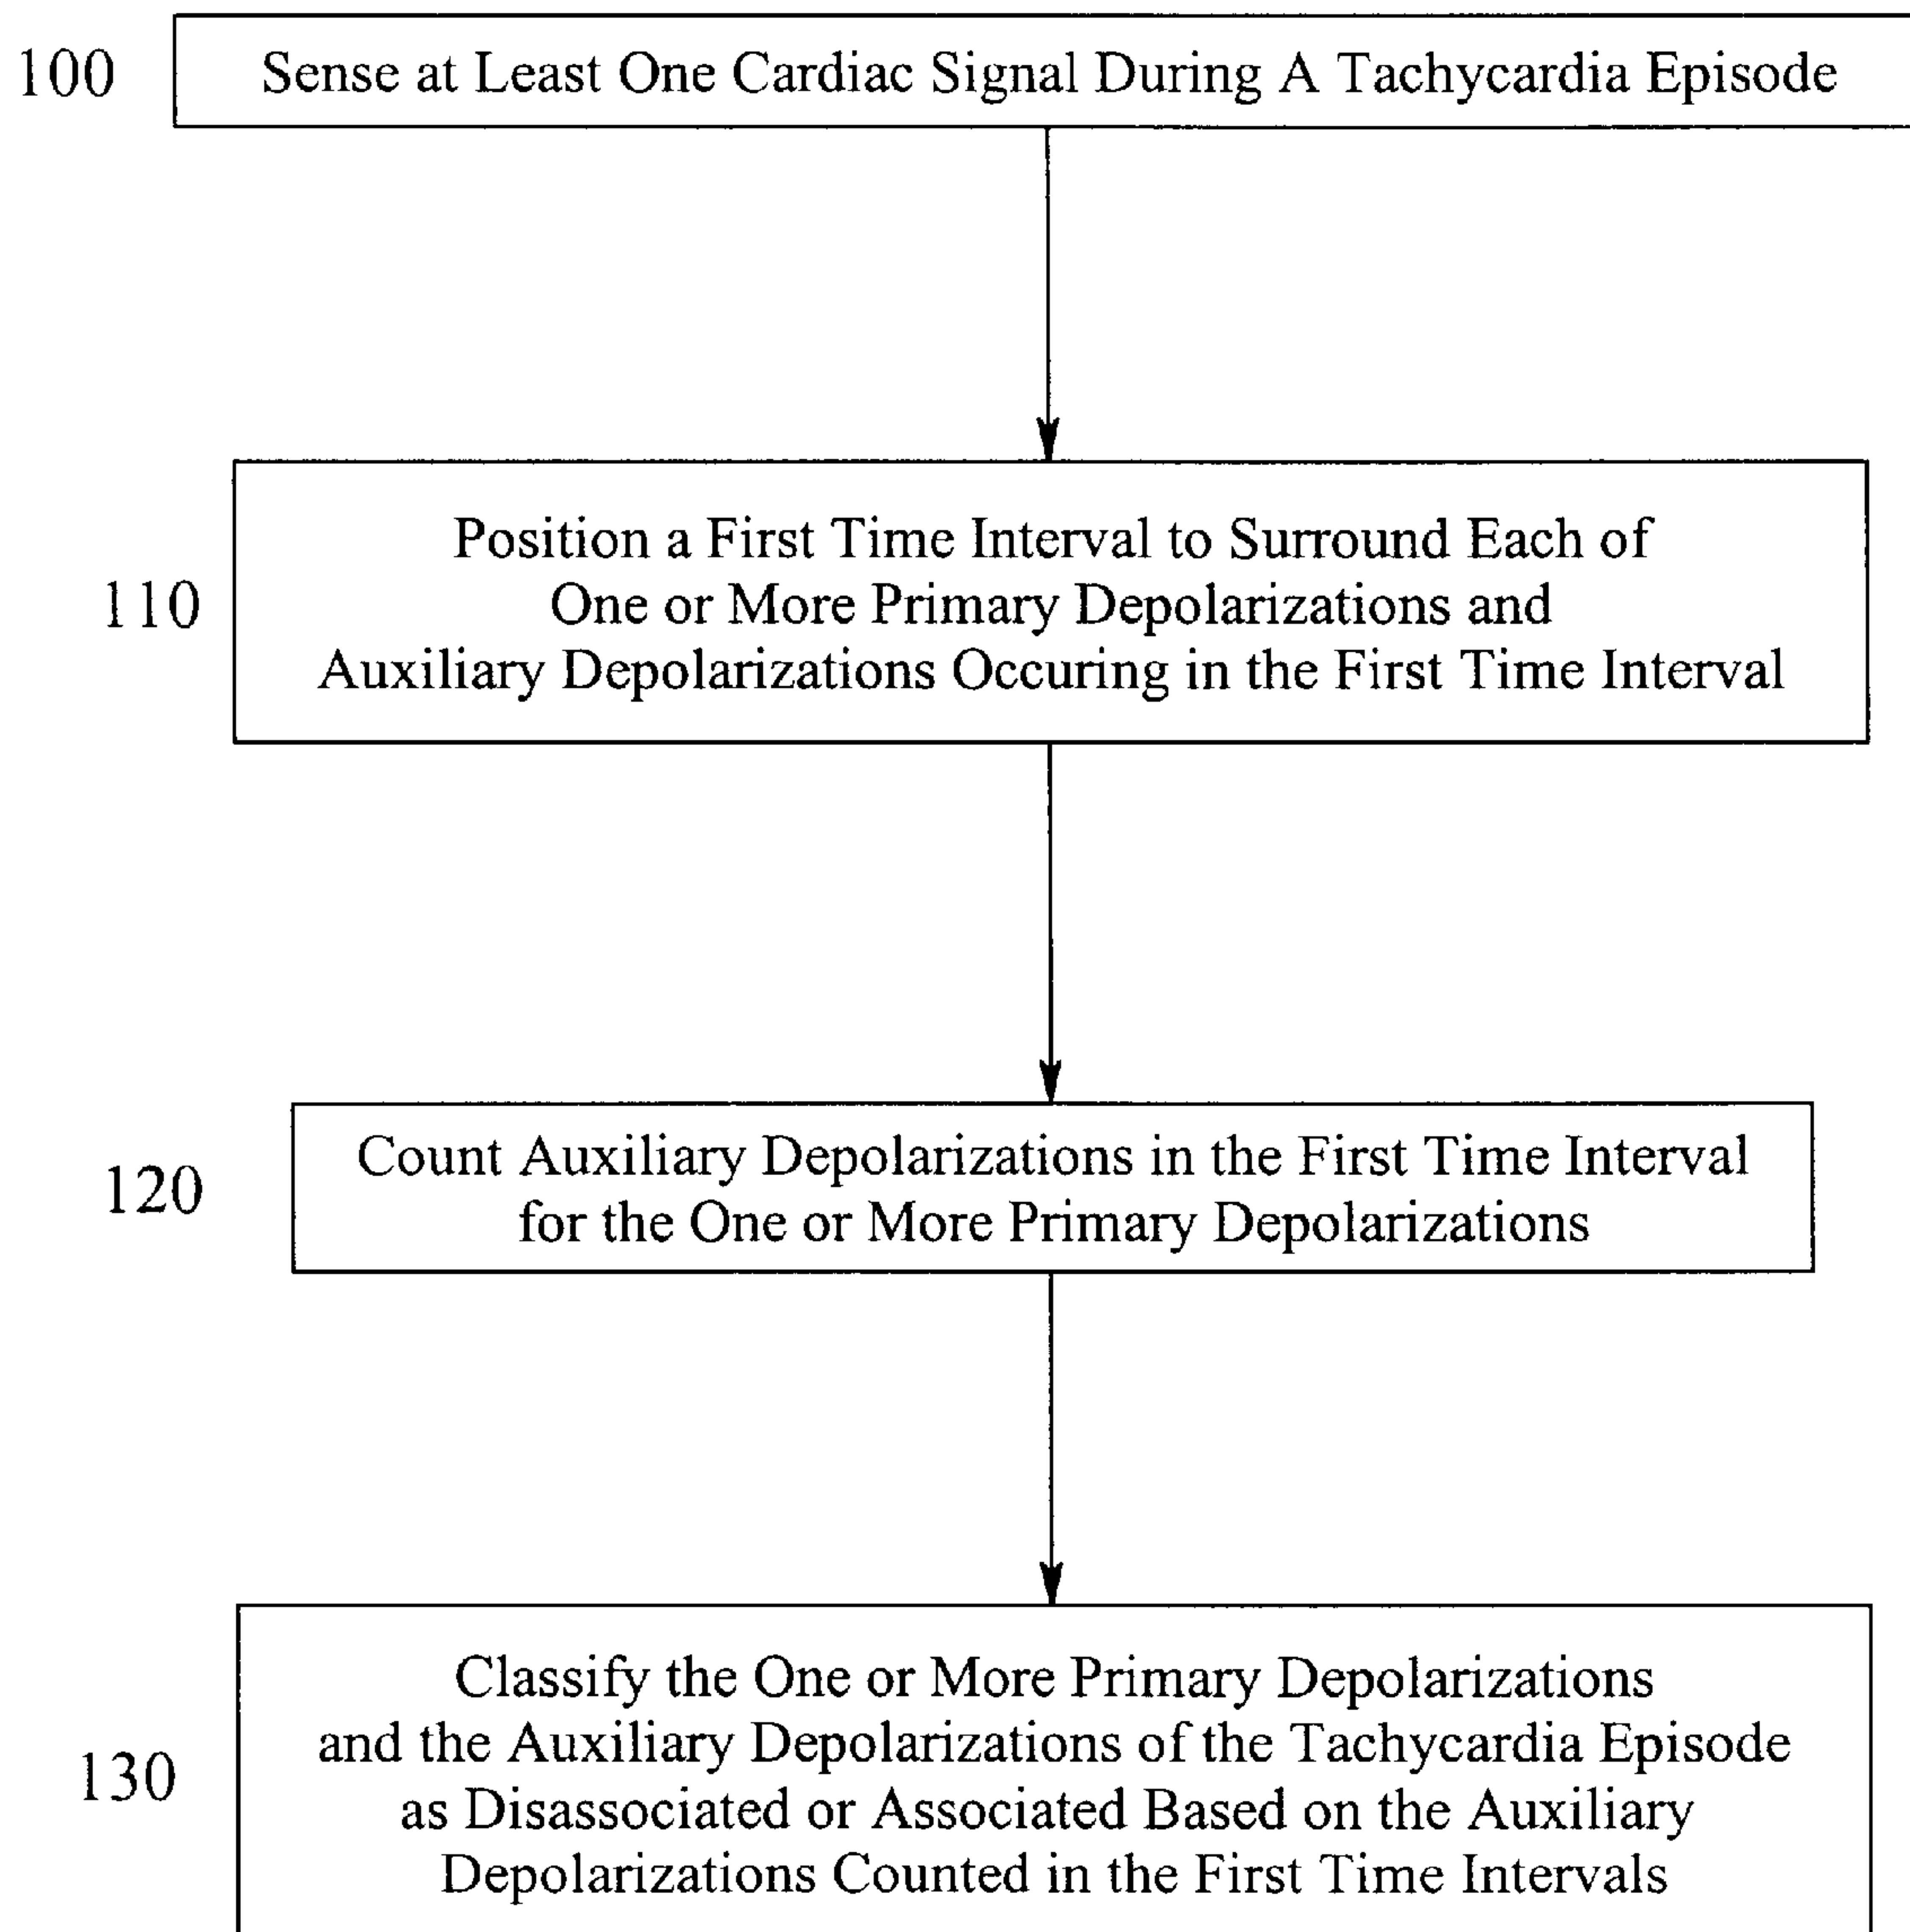 100
Sense at Least One Cardiac Signal During A Tachycardia Episode
110
Position a First Time Interval to Surround Each of
One or More Primary Depolarizations and
Auxiliary Depolarizations Occuring in the First Time Interval
120
Count Auxiliary Depolarizations in the First Time Interval
for the One or More Primary Depolarizations
130
Classify the One or More Primary Depolarizations
and the Auxiliary Depolarizations of the Tachycardia Episode
as Disassociated or Associated Based on the Auxiliary
Depolarizations Counted in the First Time Intervals